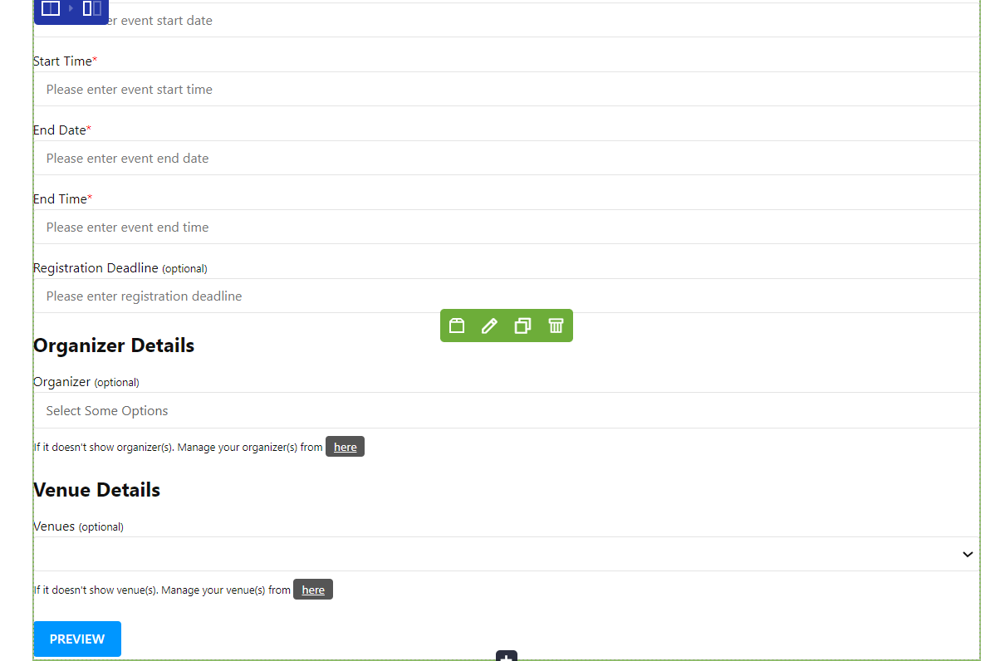 er event start date
Start Time*
Please enter event start time
End Date*
Please enter event end date
End Time*
Please enter event end time
Registration Deadline (optional)
Please enter registration deadline
Organizer Details
Organizer (optional)
Select Some Options
If it doesn't show organizer(s). Manage your organizer(s) from here
Venue Details
Venues (optional)
If it doesn't show venue(s). Manage your venue(s) from here
PREVIEW